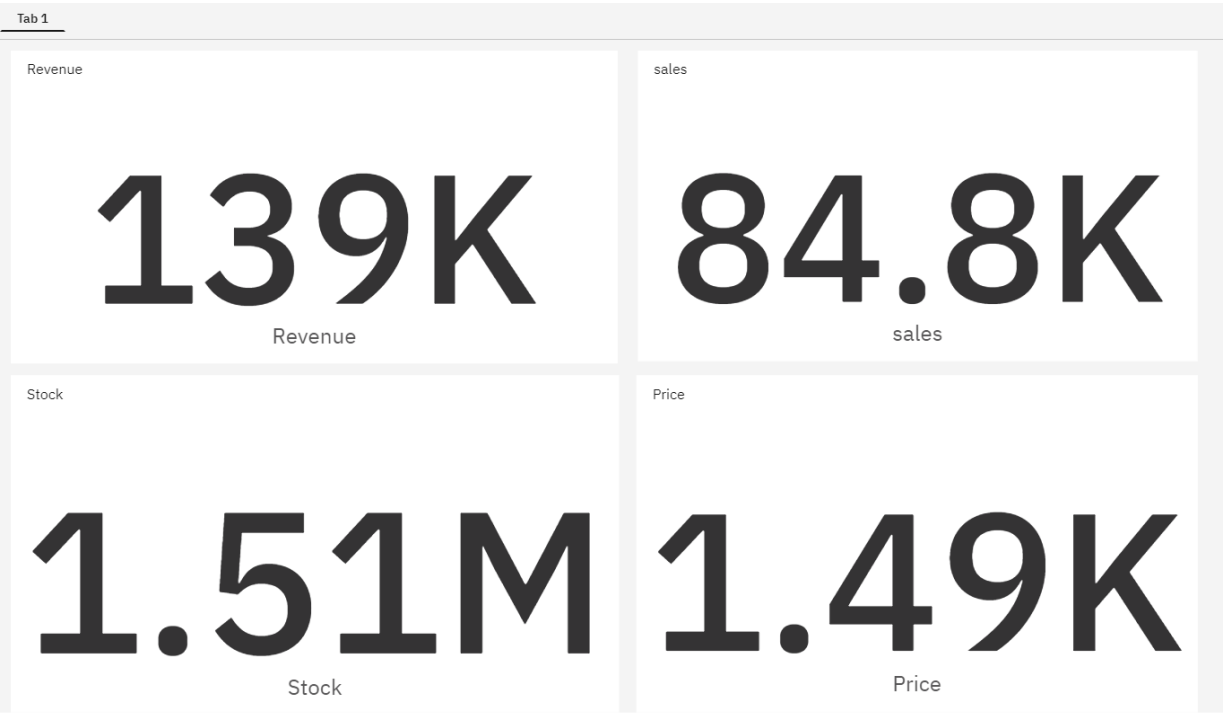 Tab 1
Revenue
139K
Revenue
sales
84.8K
sales
Stock
1.51M
Stock
Price
1.49K
Price